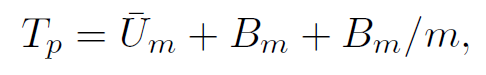 $T_p = \bar{U}_m + B_m + B_m/m,$